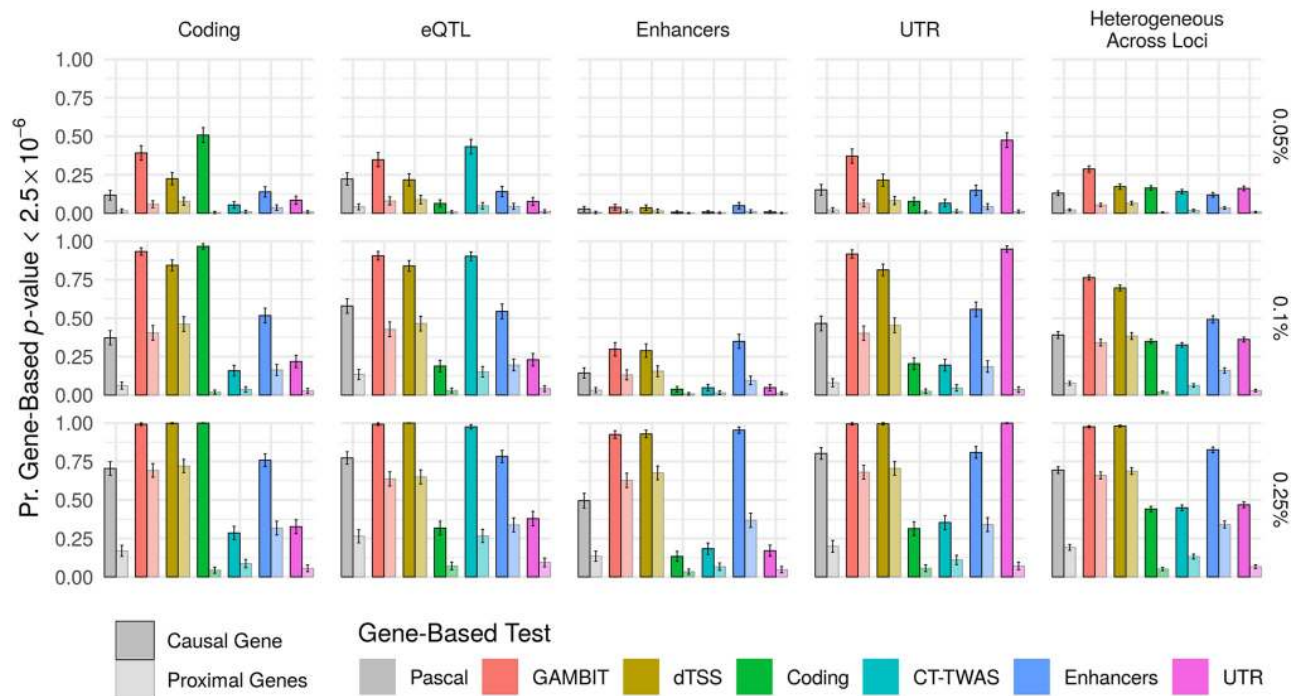 Coding eQTL Enhancers UTR Heterogeneous
Across Loci
Pr. Gene-Based p-value < 2.5 × 10⁻⁶
1.00
0.75
0.50
0.25
0.00
0.05%
1.00
0.75
0.50
0.25
0.00
0.1%
1.00
0.75
0.50
0.25
0.00
0.25%
Causal Gene
Proximal Genes
Gene-Based Test
Pascal GAMBIT dTSS Coding CT-TWAS Enhancers UTR